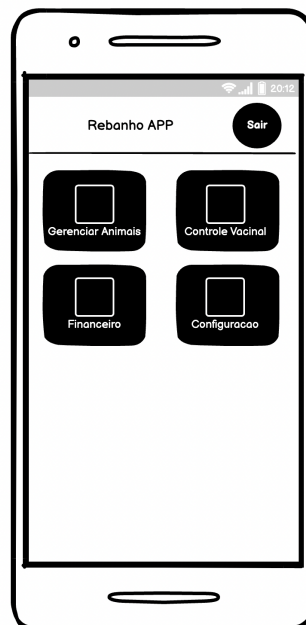 20:12
Rebanho APP
Sair
Gerenciar Animais
Controle Vacinal
Financeiro
Configuracao